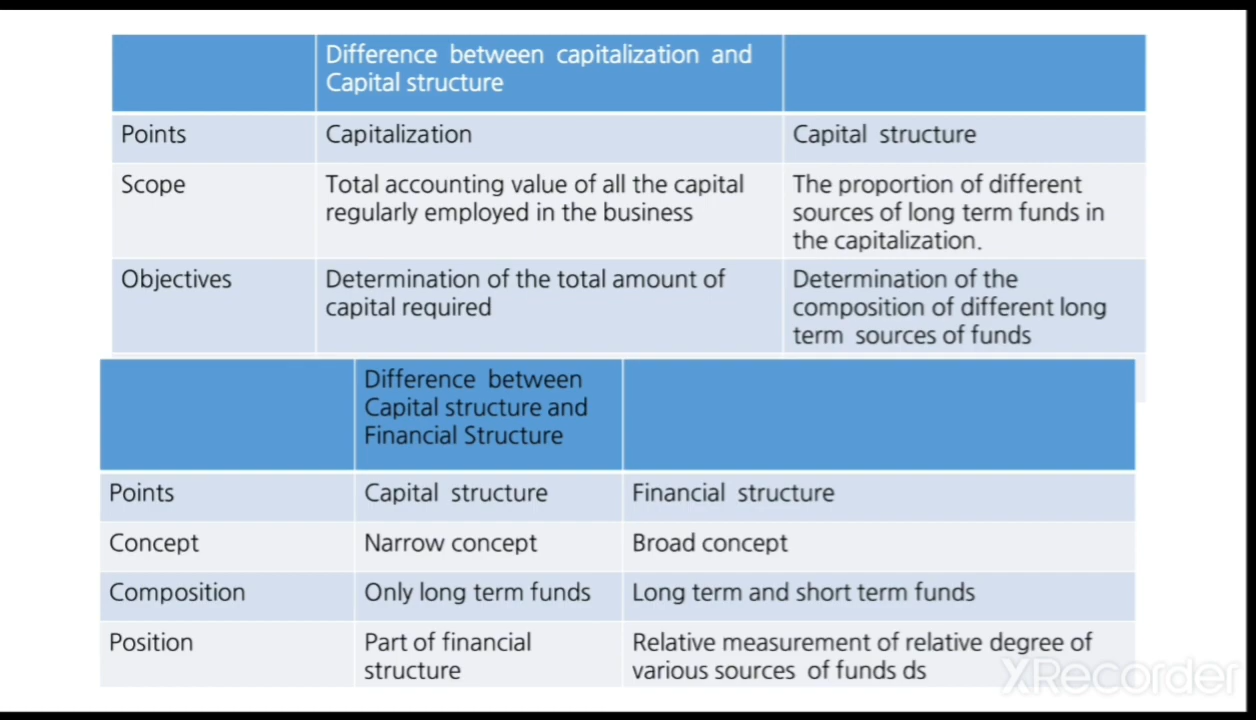 Difference between capitalization and
Capital structure
Points Capitalization Capital structure
Scope Total accounting value of all the capital The proportion of different
regularly employed in the business sources of long term funds in
the capitalization.
Objectives Determination of the total amount of Determination of the
capital required composition of different long
term sources of funds
Difference between
Capital structure and
Financial Structure
Points Capital structure Financial structure
Concept Narrow concept Broad concept
Composition Only long term funds Long term and short term funds
Position Part of financial Relative measurement of relative degree of
structure various sources of funds ds
XRecorder